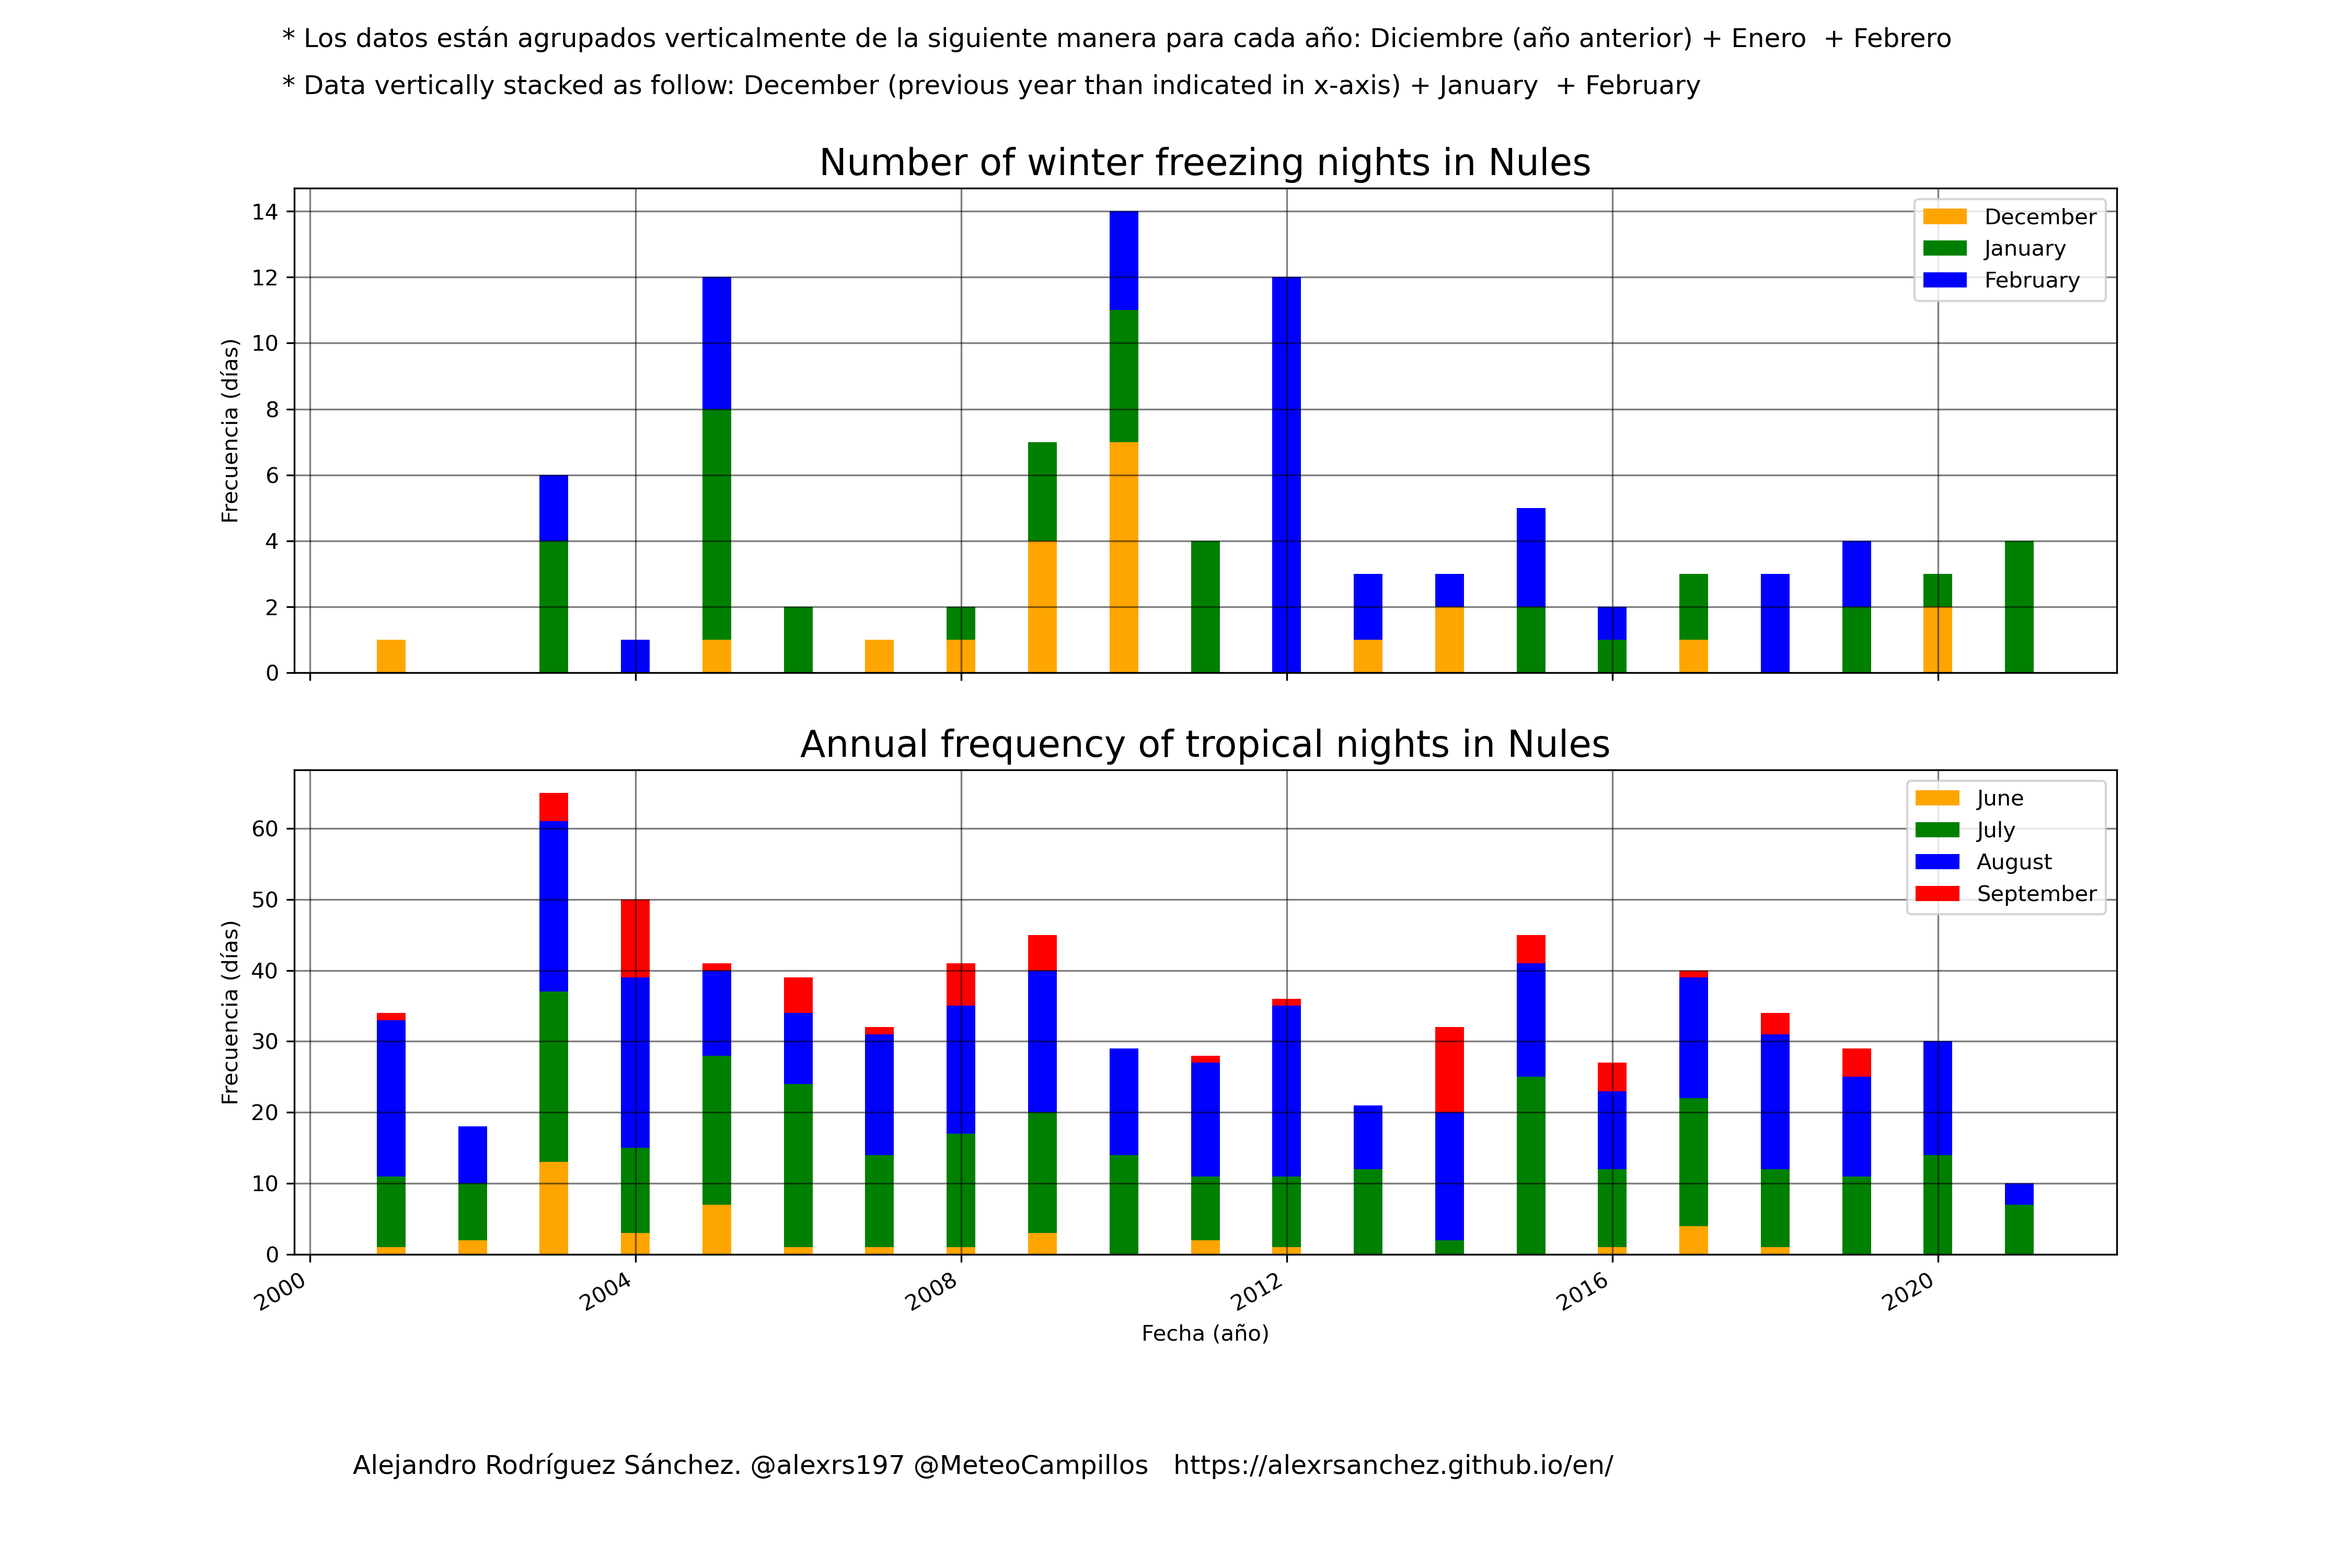 * Los datos están agrupados verticalmente de la siguiente manera para cada año: Diciembre (año anterior) + Enero  + Febrero
* Data vertically stacked as follow: December (previous year than indicated in x-axis) + January  + February
Number of winter freezing nights in Nules
14
12
10
8
6
4
2
0
Frecuencia (días)
December
January
February
Annual frequency of tropical nights in Nules
60
50
40
30
20
10
0
Frecuencia (días)
June
July
August
September
2000
2004
2008
2012
2016
2020
Fecha (año)
Alejandro Rodríguez Sánchez. @alexrs197 @MeteoCampillos   https://alexrsanchez.github.io/en/